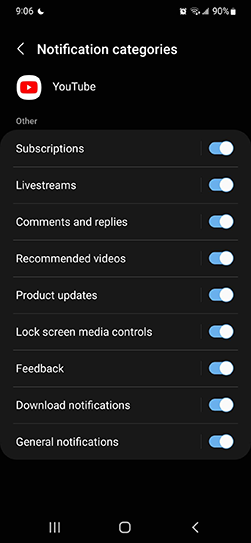 9:06 90%
Notification categories
YouTube
Other
Subscriptions
Livestreams
Comments and replies
Recommended videos
Product updates
Lock screen media controls
Feedback
Download notifications
General notifications